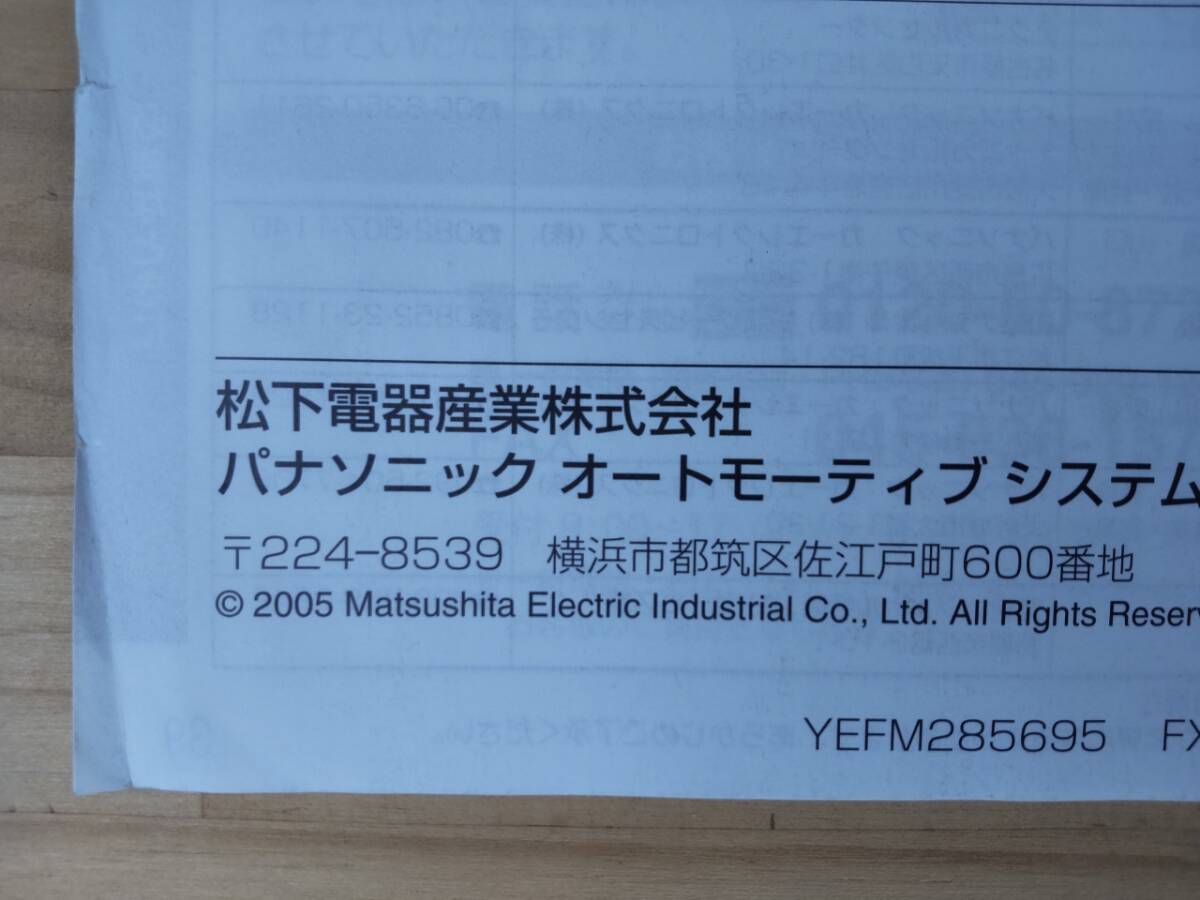 松下電器産業株式会社
パナソニック オートモーティブ システム
〒224-8539 横浜市都筑区佐江戸町600番地
© 2005 Matsushita Electric Industrial Co., Ltd. All Rights Reserv
YEFM285695 FX